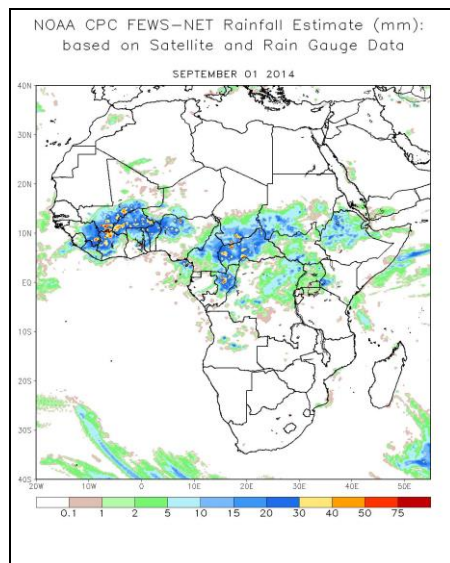 NOAA CPC FEWS-NET Rainfall Estimate (mm):
based on Satellite and Rain Gauge Data
SEPTEMBER 01 2014
40N
30N
20N
10N
EQ
10S
20S
30S
40S
20W 10W 0 10E 20E 30E 40E 50E
0.1 1 2 5 10 15 20 30 40 50 75